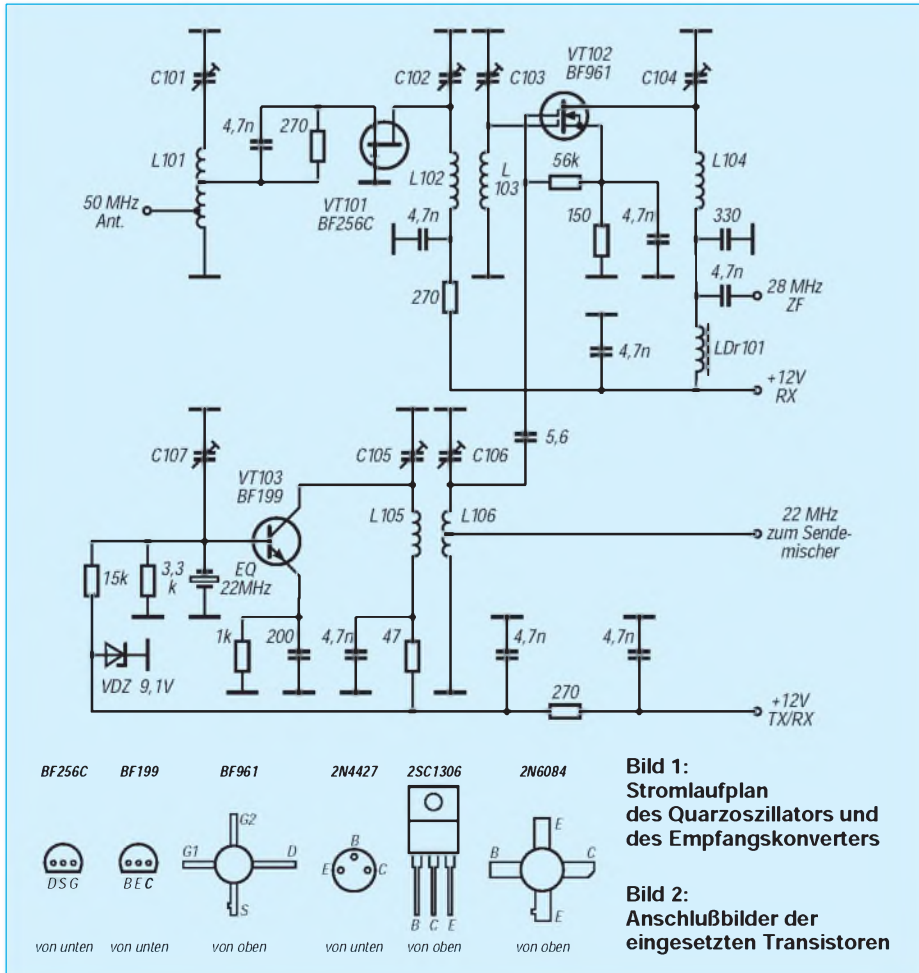 C101
C102
C103
VT102
BF961
C104
4,7n
270
L101
VT101
BF256C
L102
L
103
56k
L104
50 MHz
Ant.
4,7n
150
4,7n
330
270
4,7n
28 MHz
ZF
4,7n
LDr101
+12V
RX
5,6
C107
VT103
BF199
C105
C106
L105
L106
22 MHz
zum Sende-
mischer
15k
3,3
k
EQ
22MHz
1k
200
4,7n
47
4,7n
4,7n
VDZ 9,1V
270
+12V
TX/RX
BF256C
BF199
BF961
2N4427
2SC1306
2N6084
D S G
B E C
G2
G1
D
S
B
E
C
B C E
E
B
C
E
von unten
von unten
von oben
von unten
von oben
von oben
Bild 1:
Stromlaufplan
des Quarzoszillators und
des Empfangskonverters
Bild 2:
Anschlußbilder der
eingesetzten Transistoren